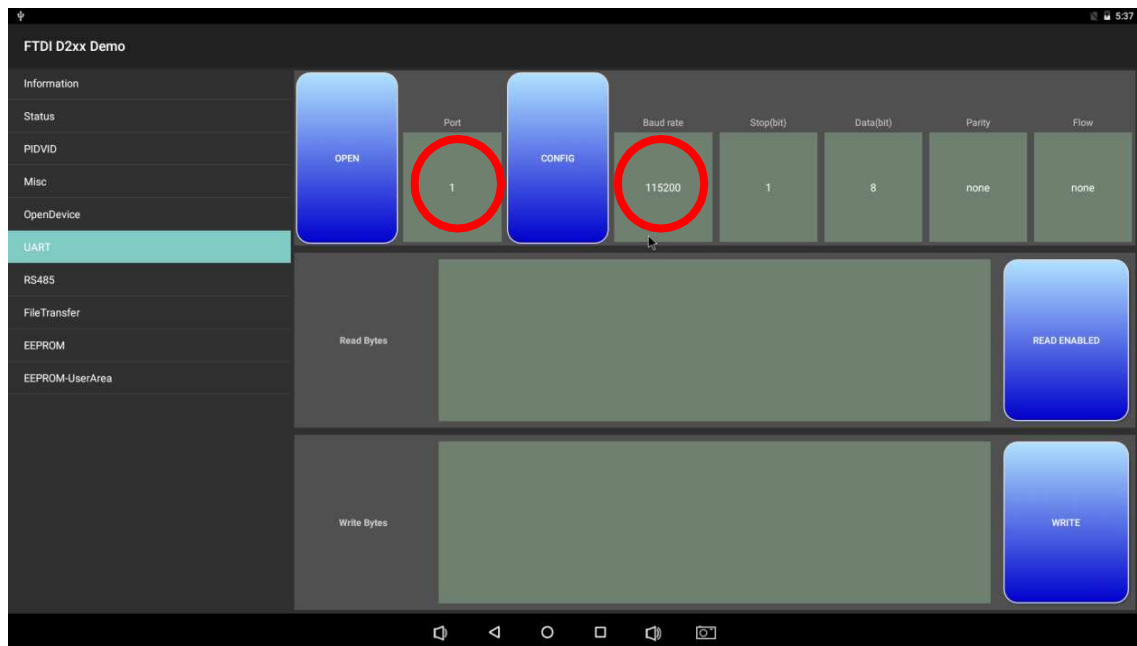 5:37
FTDI D2xx Demo
Information
Status
PIDVID
Misc
OpenDevice
UART
RS485
FileTransfer
EEPROM
EEPROM-UserArea
Port Baud rate Stop(bit) Data(bit) Parity Flow
OPEN 1 CONFIG 115200 1 8 none none
Read Bytes READ ENABLED
Write Bytes WRITE